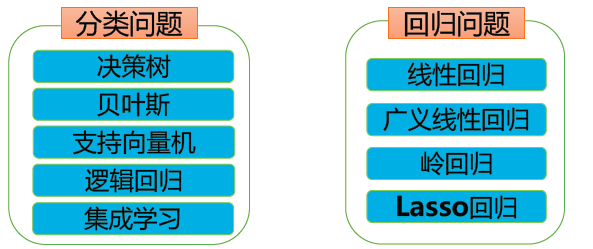 分类问题
决策树
贝叶斯
支持向量机
逻辑回归
集成学习
回归问题
线性回归
广义线性回归
岭回归
Lasso回归